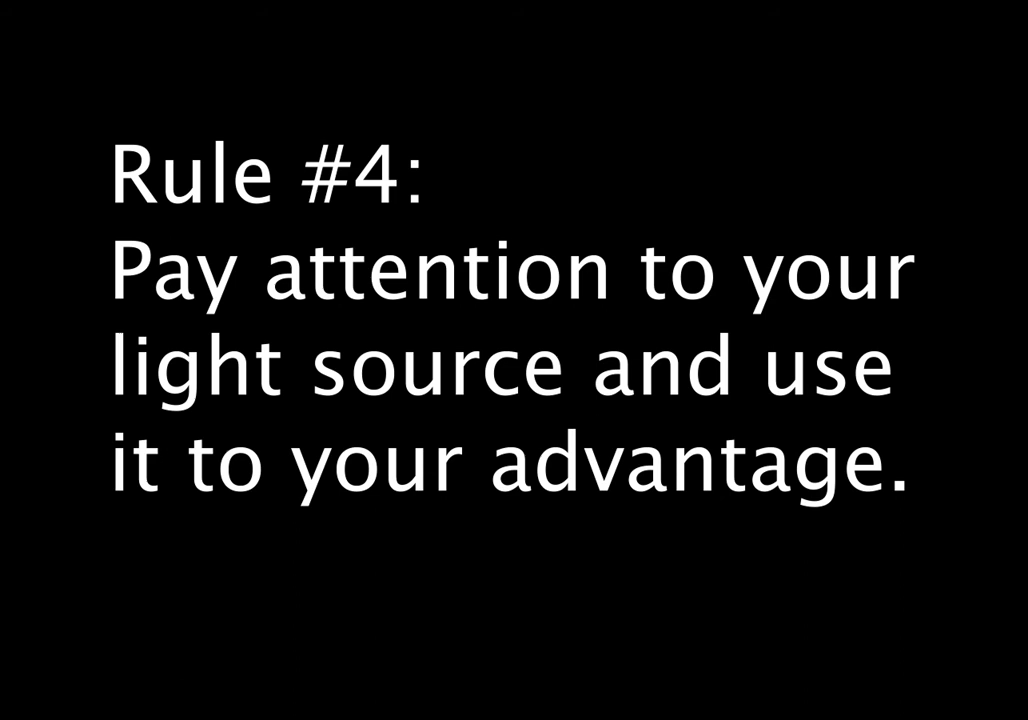 Rule #4:
Pay attention to your
light source and use
it to your advantage.